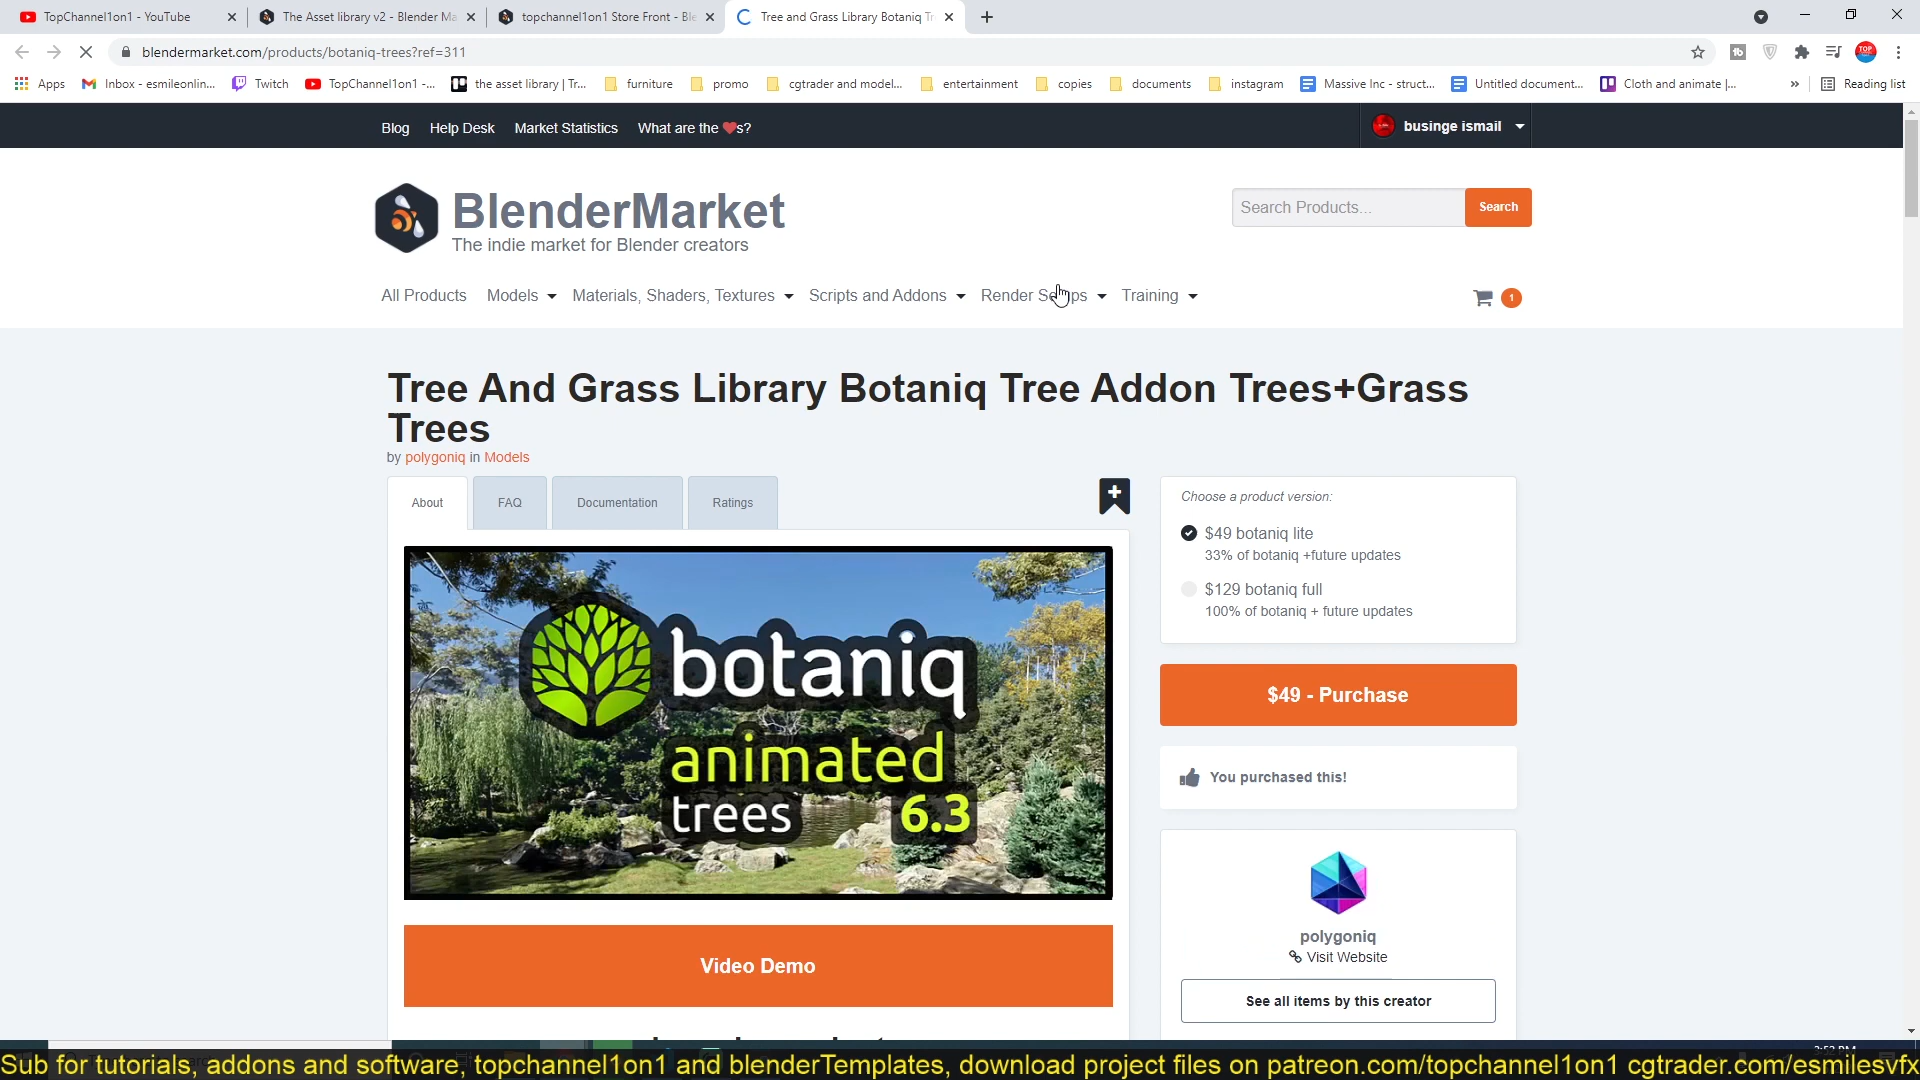 TopChannel1on1 - YouTube
The Asset library v2 - Blender Ma
topchannel1on1 Store Front - Ble
Tree and Grass Library Botaniq Tr
blendermarket.com/products/botaniq-trees?ref=311
Apps
Inbox - esmileonlin...
Twitch
TopChannel1on1 -...
the asset library | Tr...
furniture
promo
cgtrader and model...
entertainment
copies
documents
instagram
Massive Inc - struct...
Untitled document...
Cloth and animate |...
»
Reading list
Blog
Help Desk
Market Statistics
What are the ❤s?
businge ismail
BlenderMarket
The indie market for Blender creators
Search Products...
Search
All Products
Models
Materials, Shaders, Textures
Scripts and Addons
Render Setups
Training
1
Tree And Grass Library Botaniq Tree Addon Trees+Grass
Trees
by polygoniq in Models
About
FAQ
Documentation
Ratings
Choose a product version:
$49 botaniq lite
33% of botaniq +future updates
$129 botaniq full
100% of botaniq + future updates
botaniq
animated
trees 6.3
$49 - Purchase
You purchased this!
polygoniq
Visit Website
See all items by this creator
Video Demo
3:52 PM
Sub for tutorials, addons and software; topchannel1on1 and blenderTemplates, download project files on patreon.com/topchannel1on1 cgtrader.com/esmilesvfx